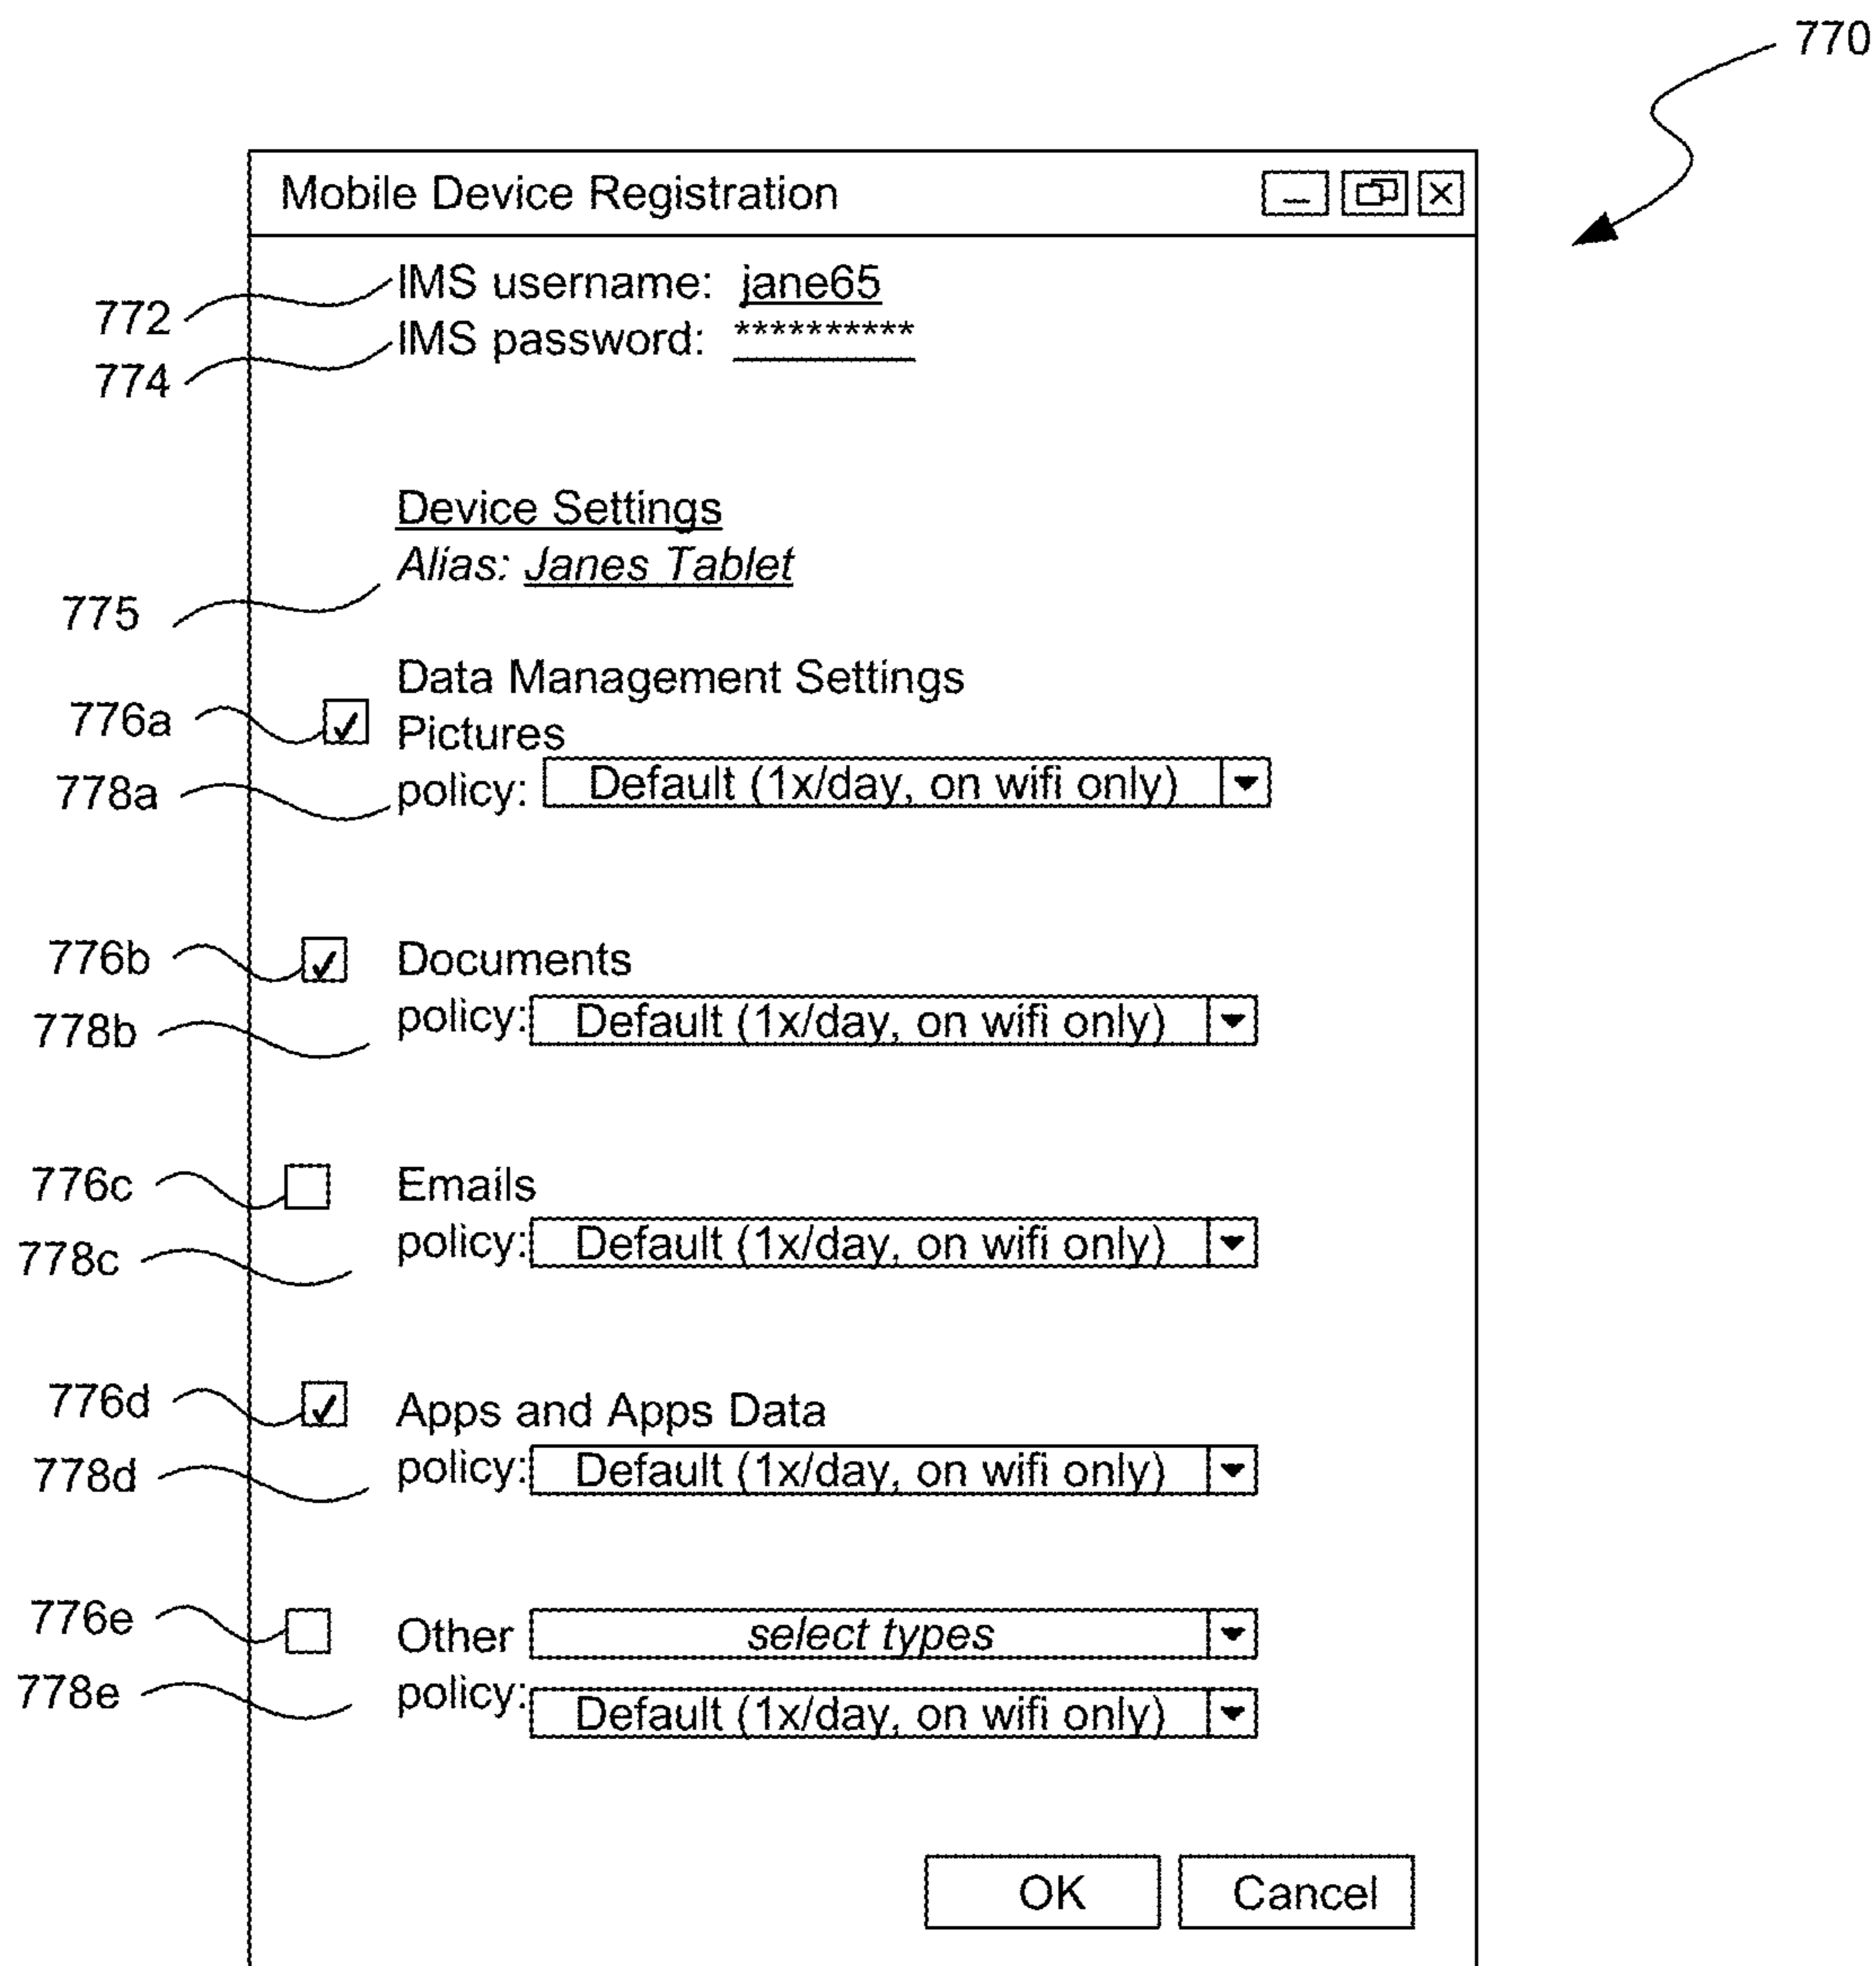 770
Mobile Device Registration
772 IMS username: jane65
774 IMS password: **********
Device Settings
775 Alias: Janes Tablet
Data Management Settings
776a Pictures
778a policy: Default (1x/day, on wifi only)
776b Documents
778b policy: Default (1x/day, on wifi only)
776c Emails
778c policy: Default (1x/day, on wifi only)
776d Apps and Apps Data
778d policy: Default (1x/day, on wifi only)
776e Other select types
778e policy: Default (1x/day, on wifi only)
OK Cancel